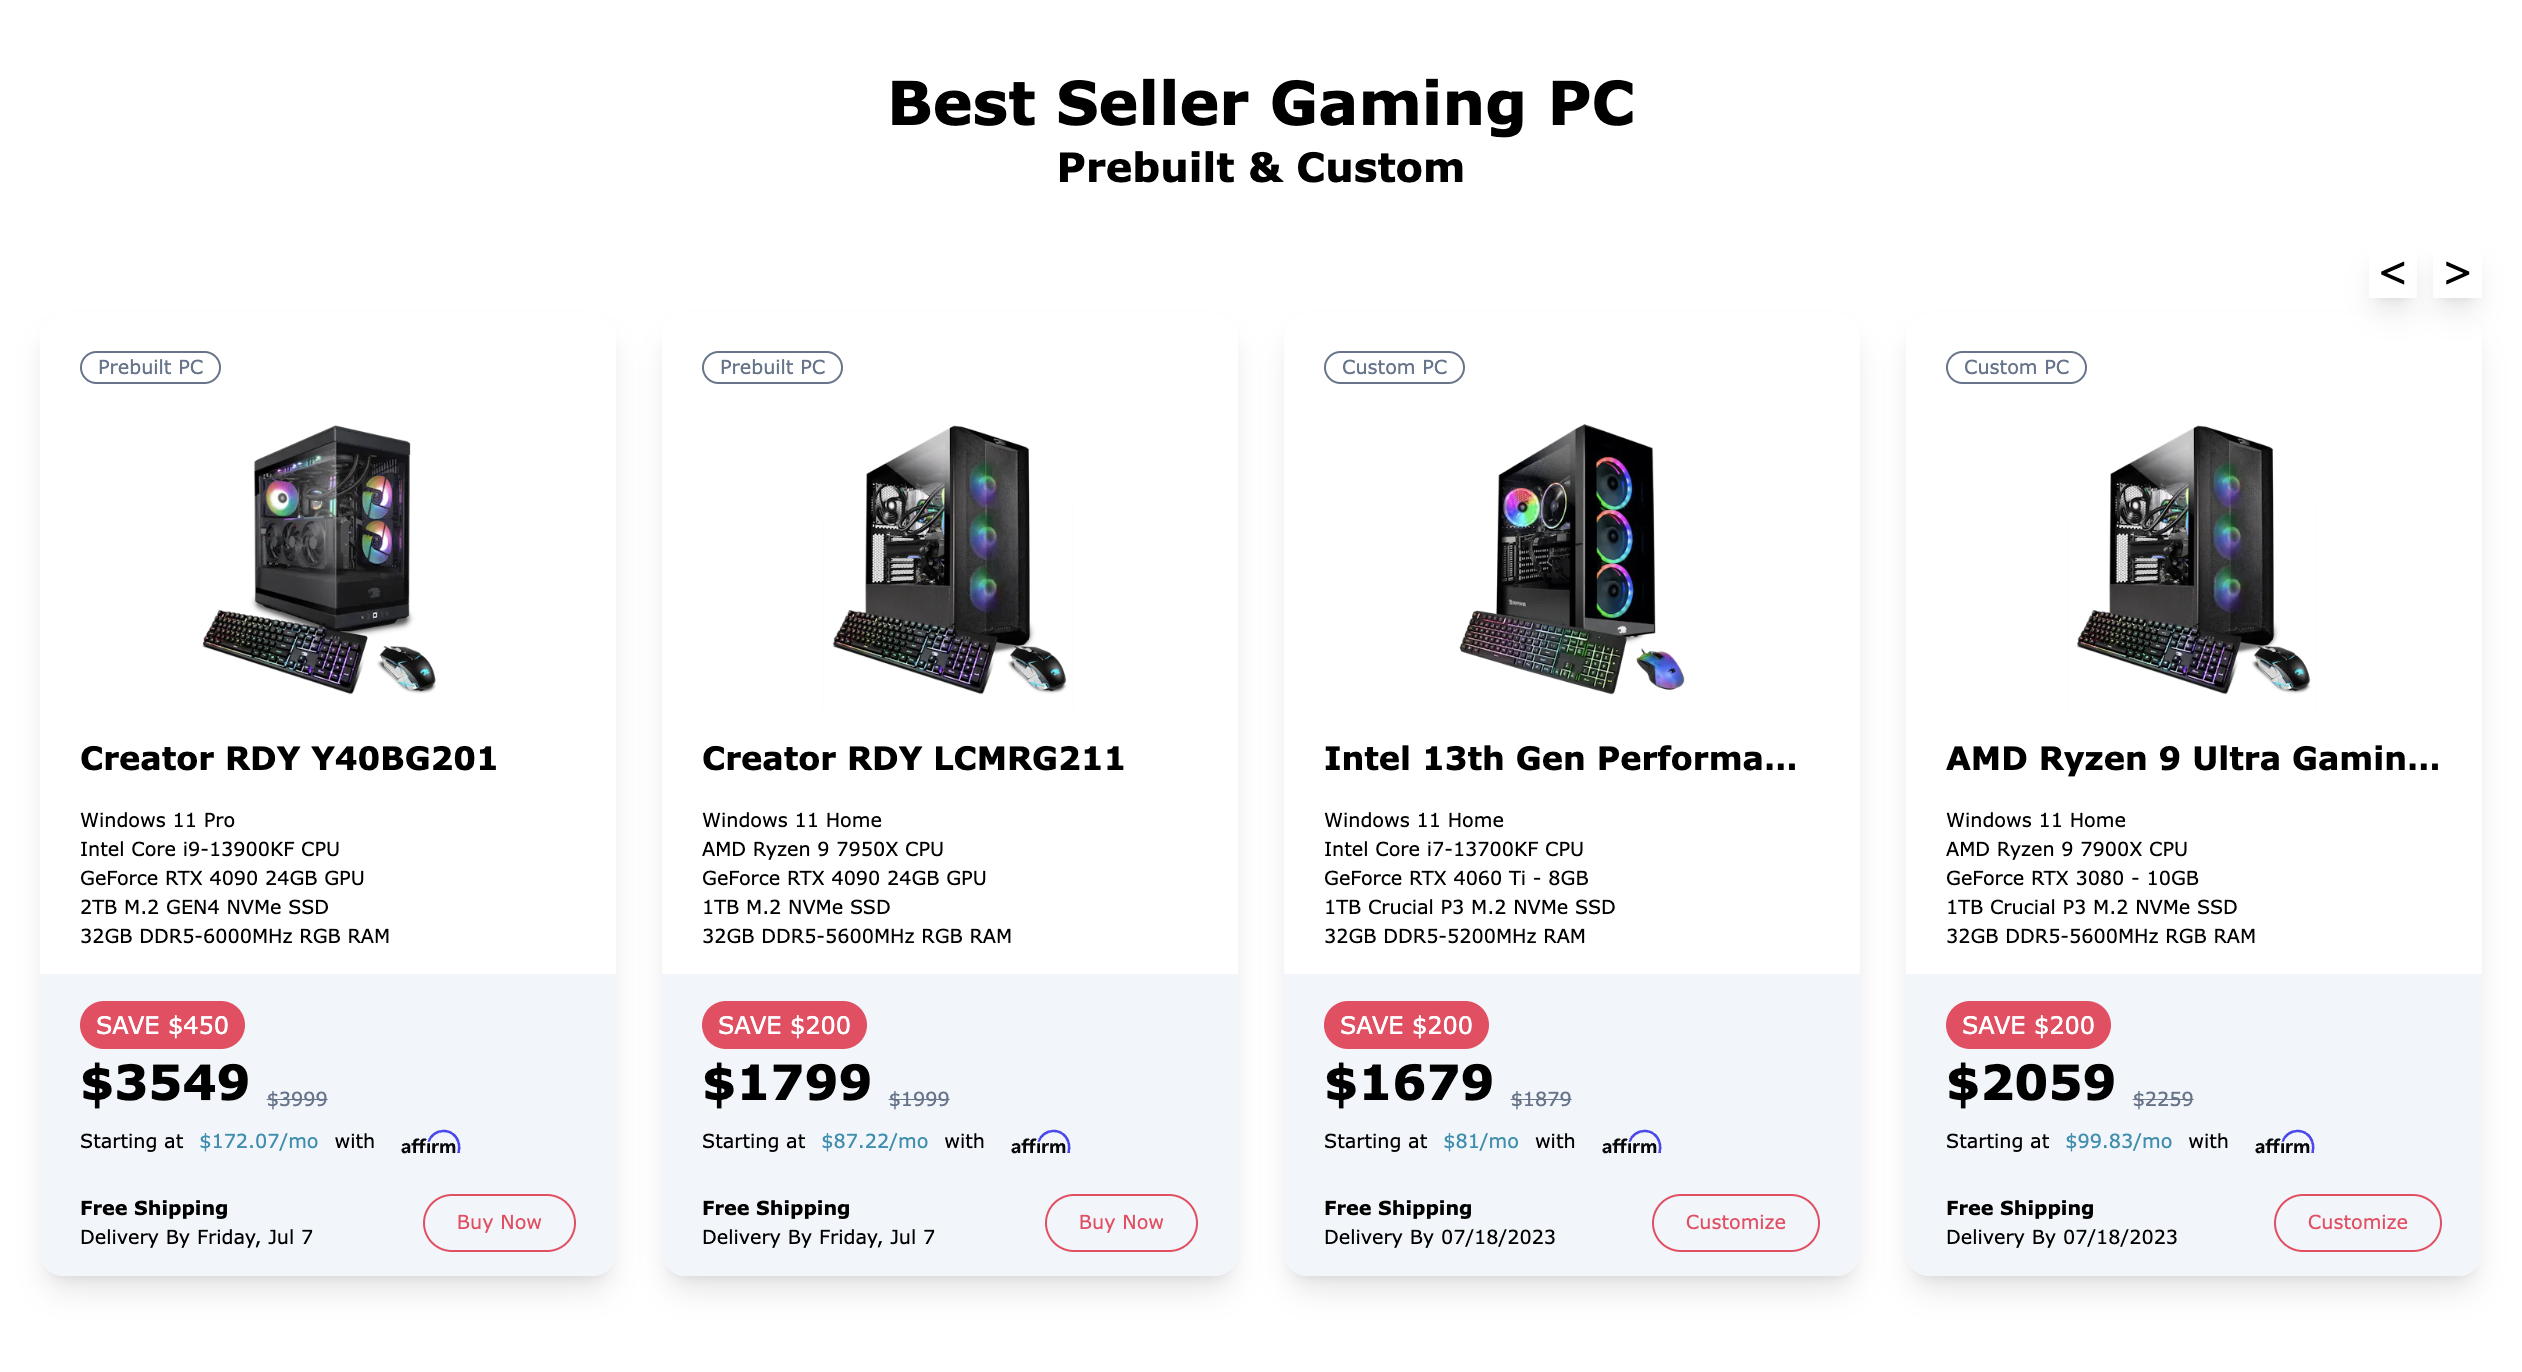 Best Seller Gaming PC
Prebuilt & Custom
< >
Prebuilt PC
Creator RDY Y40BG201
Windows 11 Pro
Intel Core i9-13900KF CPU
GeForce RTX 4090 24GB GPU
2TB M.2 GEN4 NVMe SSD
32GB DDR5-6000MHz RGB RAM
SAVE $450
$3549 $3999
Starting at $172.07/mo with affirm
Free Shipping
Delivery By Friday, Jul 7
Buy Now
Prebuilt PC
Creator RDY LCMRG211
Windows 11 Home
AMD Ryzen 9 7950X CPU
GeForce RTX 4090 24GB GPU
1TB M.2 NVMe SSD
32GB DDR5-5600MHz RGB RAM
SAVE $200
$1799 $1999
Starting at $87.22/mo with affirm
Free Shipping
Delivery By Friday, Jul 7
Buy Now
Custom PC
Intel 13th Gen Performa...
Windows 11 Home
Intel Core i7-13700KF CPU
GeForce RTX 4060 Ti - 8GB
1TB Crucial P3 M.2 NVMe SSD
32GB DDR5-5200MHz RAM
SAVE $200
$1679 $1879
Starting at $81/mo with affirm
Free Shipping
Delivery By 07/18/2023
Customize
Custom PC
AMD Ryzen 9 Ultra Gamin...
Windows 11 Home
AMD Ryzen 9 7900X CPU
GeForce RTX 3080 - 10GB
1TB Crucial P3 M.2 NVMe SSD
32GB DDR5-5600MHz RGB RAM
SAVE $200
$2059 $2259
Starting at $99.83/mo with affirm
Free Shipping
Delivery By 07/18/2023
Customize